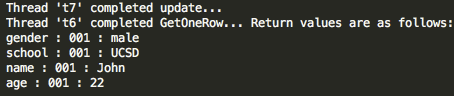 Thread 't7' completed update...
Thread 't6' completed GetOneRow... Return values are as follows:
gender : 001 : male
school : 001 : UCSD
name : 001 : John
age : 001 : 22